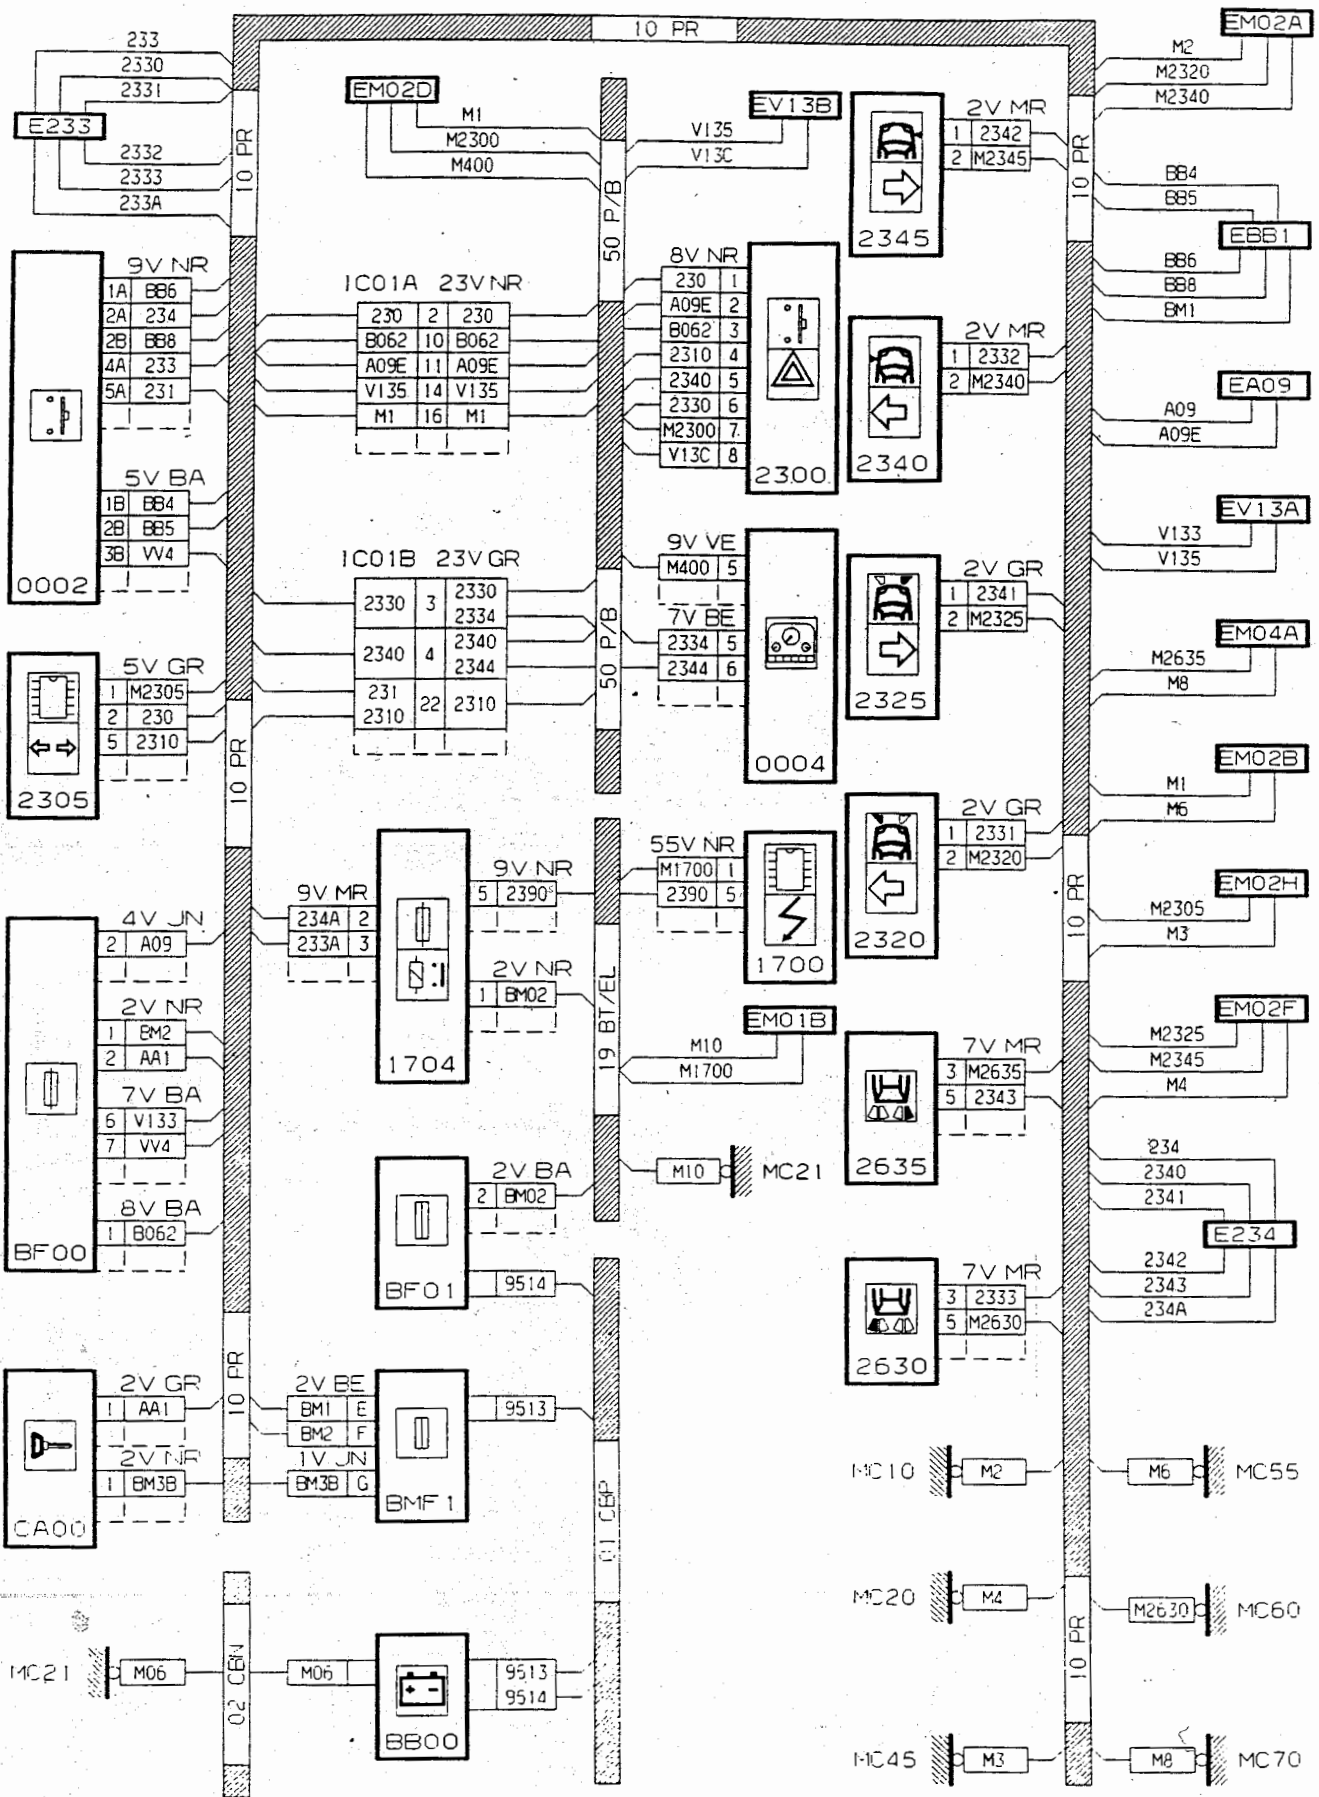 10 PR
233
2330
2331
E233
2332
2333
233A
10 PR
EM02D
M1
M2300
M400
EV13B
V135
V13C
50 P/B
2V MR
1 2342
2 M2345
2345
10 PR
EM02A
M2
M2320
M2340
BB4
BB5
EBB1
BB6
BB8
BM1
9V NR
1A BB6
2A 234
2B BB8
4A 233
5A 231
5V BA
1B BB4
2B BB5
3B VV4
0002
IC01A 23V NR
230 2 230
B062 10 B062
A09E 11 A09E
V135 14 V135
M1 16 M1
8V NR
230 1
A09E 2
B062 3
2310 4
2340 5
2330 6
M2300 7
V13C 8
2300
2V MR
1 2332
2 M2340
2340
EA09
A09
A09E
EV13A
V133
V135
IC01B 23V GR
2330 3 2330
2334
2340 4 2340
2344
231
2310 22 2310
50 P/B
9V VE
M400 5
7V BE
2334 5
2344 6
0004
2V GR
1 2341
2 M2325
2325
EM04A
M2635
M8
5V GR
1 M2305
2 230
5 2310
2305
10 PR
EM02B
M1
M6
2V GR
1 2331
2 M2320
2320
10 PR
EM02H
M2305
M3
9V MR
234A 2
233A 3
9V NR
5 2390
2V NR
1 BM02
1704
19 BT/EL
55V NR
M1700 1
2390 5
1700
EM01B
M10
M1700
4V JN
2 A09
2V NR
1 BM2
2 AA1
7V BA
6 V133
7 VV4
8V BA
1 B062
BF00
EM02F
M2325
M2345
M4
7V MR
3 M2635
5 2343
2635
M10 MC21
2V BA
2 BM02
9514
BF01
234
2340
2341
E234
2342
2343
234A
7V MR
3 2333
5 M2630
2630
2V GR
1 AA1
2V NR
1 BM3B
CA00
10 PR
2V BE
BM1 E
BM2 F
1V JN
BM3B G
9513
BMF1
01 CBP
MC10 M2
M6 MC55
MC20 M4
M2630 MC60
10 PR
MC21 M06
02 CBN
M06
9513
9514
BB00
MC45 M3
M8 MC70